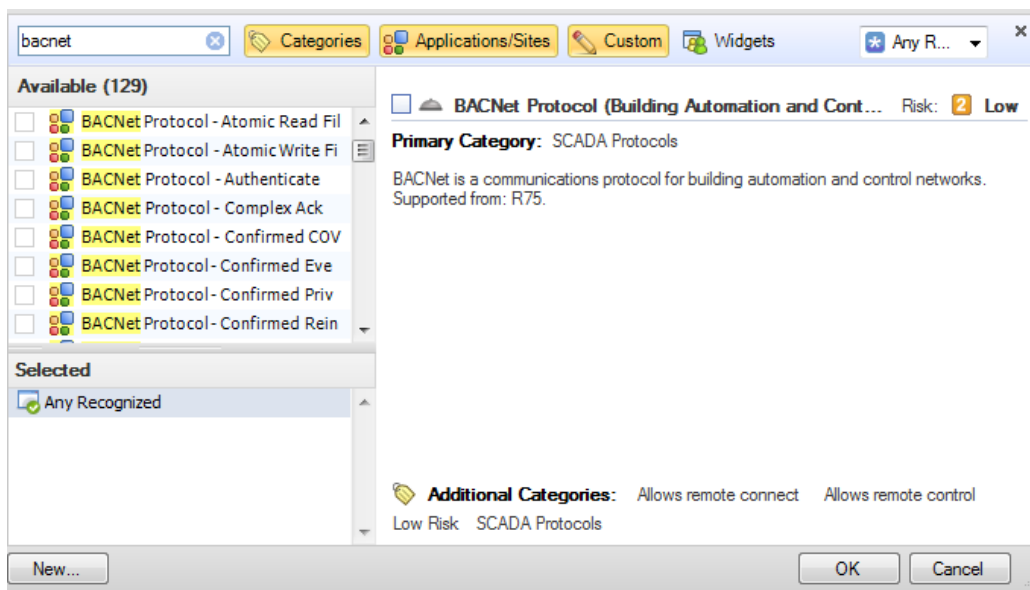 bacnet
Categories
Applications/Sites
Custom
Widgets
Any R...
Available (129)
BACNet Protocol - Atomic Read Fil
BACNet Protocol - Atomic Write Fi
BACNet Protocol - Authenticate
BACNet Protocol - Complex Ack
BACNet Protocol - Confirmed COV
BACNet Protocol - Confirmed Eve
BACNet Protocol - Confirmed Priv
BACNet Protocol - Confirmed Rein
Selected
Any Recognized
BACNet Protocol (Building Automation and Cont... Risk: 2 Low
Primary Category: SCADA Protocols
BACNet is a communications protocol for building automation and control networks.
Supported from: R75.
Additional Categories: Allows remote connect Allows remote control
Low Risk SCADA Protocols
New...
OK
Cancel